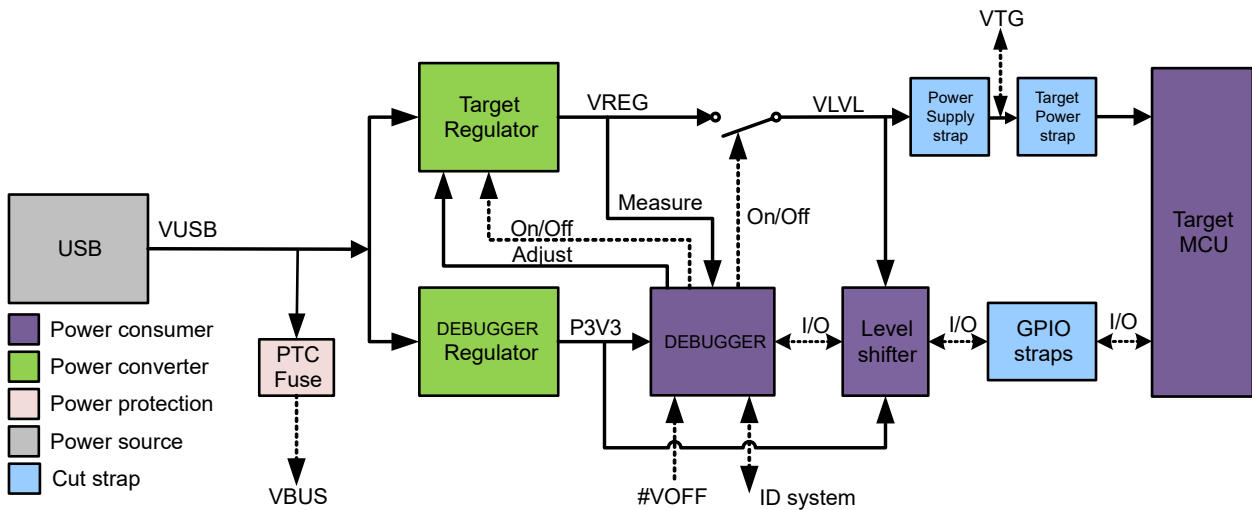 VTG
Target
Regulator
VREG
VLVL
Power
Supply
strap
Target
Power
strap
Measure
On/Off
On/Off
Adjust
USB
VUSB
Target
MCU
DEBUGGER
Regulator
P3V3
DEBUGGER
I/O
Level
shifter
I/O
GPIO
straps
I/O
PTC
Fuse
Power consumer
Power converter
Power protection
Power source
Cut strap
VBUS
#VOFF
ID system